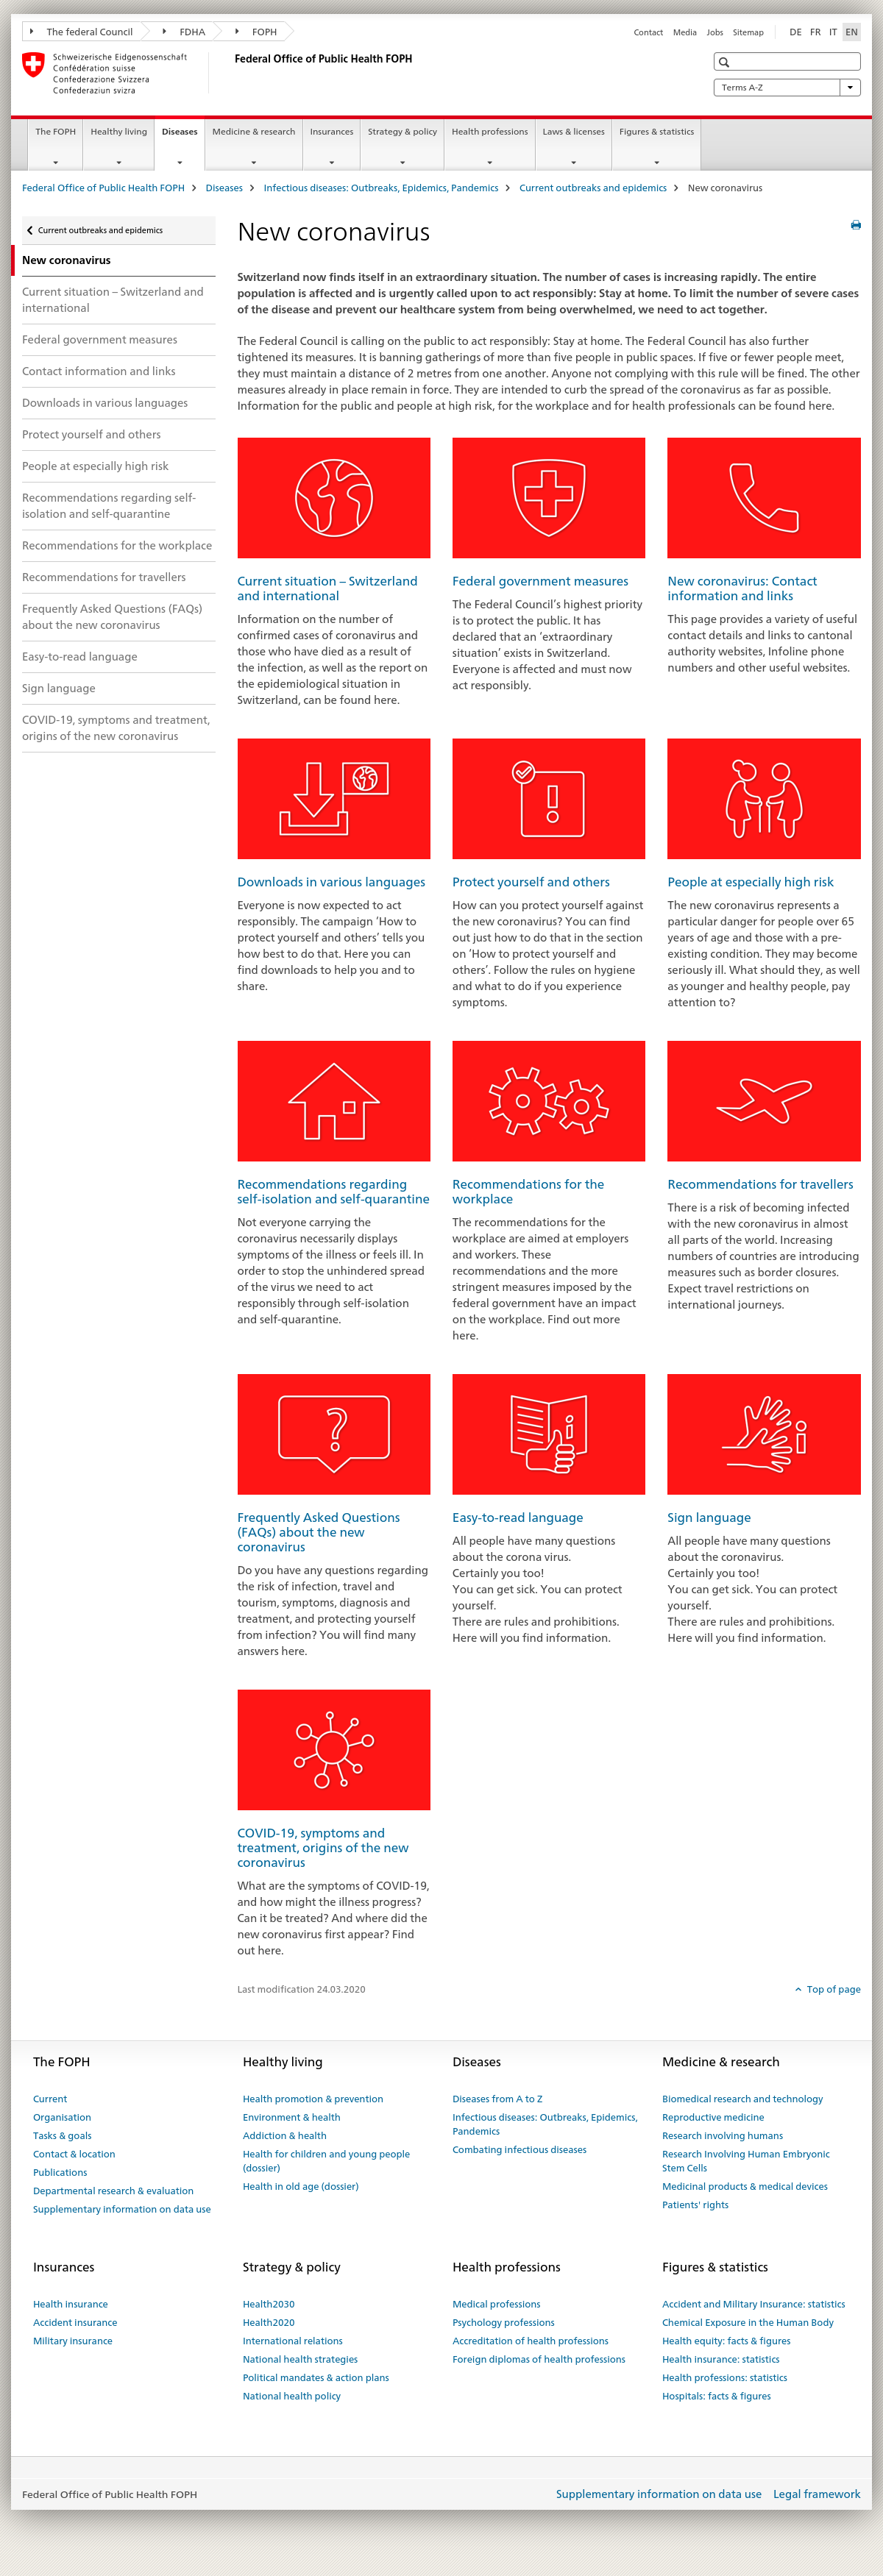 The federal Council
FDHA
FOPH
Contact Media Jobs Sitemap
DE FR IT EN
Schweizerische Eidgenossenschaft
Confédération suisse
Confederazione Svizzera
Confederaziun svizra
Federal Office of Public Health FOPH
Terms A-Z
The FOPH
Healthy living
Diseases
Medicine & research
Insurances
Strategy & policy
Health professions
Laws & licenses
Figures & statistics
Federal Office of Public Health FOPH > Diseases > Infectious diseases: Outbreaks, Epidemics, Pandemics > Current outbreaks and epidemics > New coronavirus
Current outbreaks and epidemics
New coronavirus
Current situation – Switzerland and
international
Federal government measures
Contact information and links
Downloads in various languages
Protect yourself and others
People at especially high risk
Recommendations regarding self-
isolation and self-quarantine
Recommendations for the workplace
Recommendations for travellers
Frequently Asked Questions (FAQs)
about the new coronavirus
Easy-to-read language
Sign language
COVID-19, symptoms and treatment,
origins of the new coronavirus
New coronavirus
Switzerland now finds itself in an extraordinary situation. The number of cases is increasing rapidly. The entire
population is affected and is urgently called upon to act responsibly: Stay at home. To limit the number of severe cases
of the disease and prevent our healthcare system from being overwhelmed, we need to act together.
The Federal Council is calling on the public to act responsibly: Stay at home. The Federal Council has also further
tightened its measures. It is banning gatherings of more than five people in public spaces. If five or fewer people meet,
they must maintain a distance of 2 metres from one another. Anyone not complying with this rule will be fined. The other
measures already in place remain in force. They are intended to curb the spread of the coronavirus as far as possible.
Information for the public and people at high risk, for the workplace and for health professionals can be found here.
Current situation – Switzerland
and international
Information on the number of
confirmed cases of coronavirus and
those who have died as a result of
the infection, as well as the report on
the epidemiological situation in
Switzerland, can be found here.
Federal government measures
The Federal Council's highest priority
is to protect the public. It has
declared that an 'extraordinary
situation' exists in Switzerland.
Everyone is affected and must now
act responsibly.
New coronavirus: Contact
information and links
This page provides a variety of useful
contact details and links to cantonal
authority websites, Infoline phone
numbers and other useful websites.
Downloads in various languages
Everyone is now expected to act
responsibly. The campaign 'How to
protect yourself and others' tells you
how best to do that. Here you can
find downloads to help you and to
share.
Protect yourself and others
How can you protect yourself against
the new coronavirus? You can find
out just how to do that in the section
on 'How to protect yourself and
others'. Follow the rules on hygiene
and what to do if you experience
symptoms.
People at especially high risk
The new coronavirus represents a
particular danger for people over 65
years of age and those with a pre-
existing condition. They may become
seriously ill. What should they, as well
as younger and healthy people, pay
attention to?
Recommendations regarding
self-isolation and self-quarantine
Not everyone carrying the
coronavirus necessarily displays
symptoms of the illness or feels ill. In
order to stop the unhindered spread
of the virus we need to act
responsibly through self-isolation
and self-quarantine.
Recommendations for the
workplace
The recommendations for the
workplace are aimed at employers
and workers. These
recommendations and the more
stringent measures imposed by the
federal government have an impact
on the workplace. Find out more
here.
Recommendations for travellers
There is a risk of becoming infected
with the new coronavirus in almost
all parts of the world. Increasing
numbers of countries are introducing
measures such as border closures.
Expect travel restrictions on
international journeys.
Frequently Asked Questions
(FAQs) about the new
coronavirus
Do you have any questions regarding
the risk of infection, travel and
tourism, symptoms, diagnosis and
treatment, and protecting yourself
from infection? You will find many
answers here.
Easy-to-read language
All people have many questions
about the corona virus.
Certainly you too!
You can get sick. You can protect
yourself.
There are rules and prohibitions.
Here will you find information.
Sign language
All people have many questions
about the coronavirus.
Certainly you too!
You can get sick. You can protect
yourself.
There are rules and prohibitions.
Here will you find information.
COVID-19, symptoms and
treatment, origins of the new
coronavirus
What are the symptoms of COVID-19,
and how might the illness progress?
Can it be treated? And where did the
new coronavirus first appear? Find
out here.
Last modification 24.03.2020
Top of page
The FOPH
Current
Organisation
Tasks & goals
Contact & location
Publications
Departmental research & evaluation
Supplementary information on data use
Healthy living
Health promotion & prevention
Environment & health
Addiction & health
Health for children and young people
(dossier)
Health in old age (dossier)
Diseases
Diseases from A to Z
Infectious diseases: Outbreaks, Epidemics,
Pandemics
Combating infectious diseases
Medicine & research
Biomedical research and technology
Reproductive medicine
Research involving humans
Research Involving Human Embryonic
Stem Cells
Medicinal products & medical devices
Patients' rights
Insurances
Health insurance
Accident insurance
Military insurance
Strategy & policy
Health2030
Health2020
International relations
National health strategies
Political mandates & action plans
National health policy
Health professions
Medical professions
Psychology professions
Accreditation of health professions
Foreign diplomas of health professions
Figures & statistics
Accident and Military Insurance: statistics
Chemical Exposure in the Human Body
Health equity: facts & figures
Health insurance: statistics
Health professions: statistics
Hospitals: facts & figures
Federal Office of Public Health FOPH
Supplementary information on data use
Legal framework